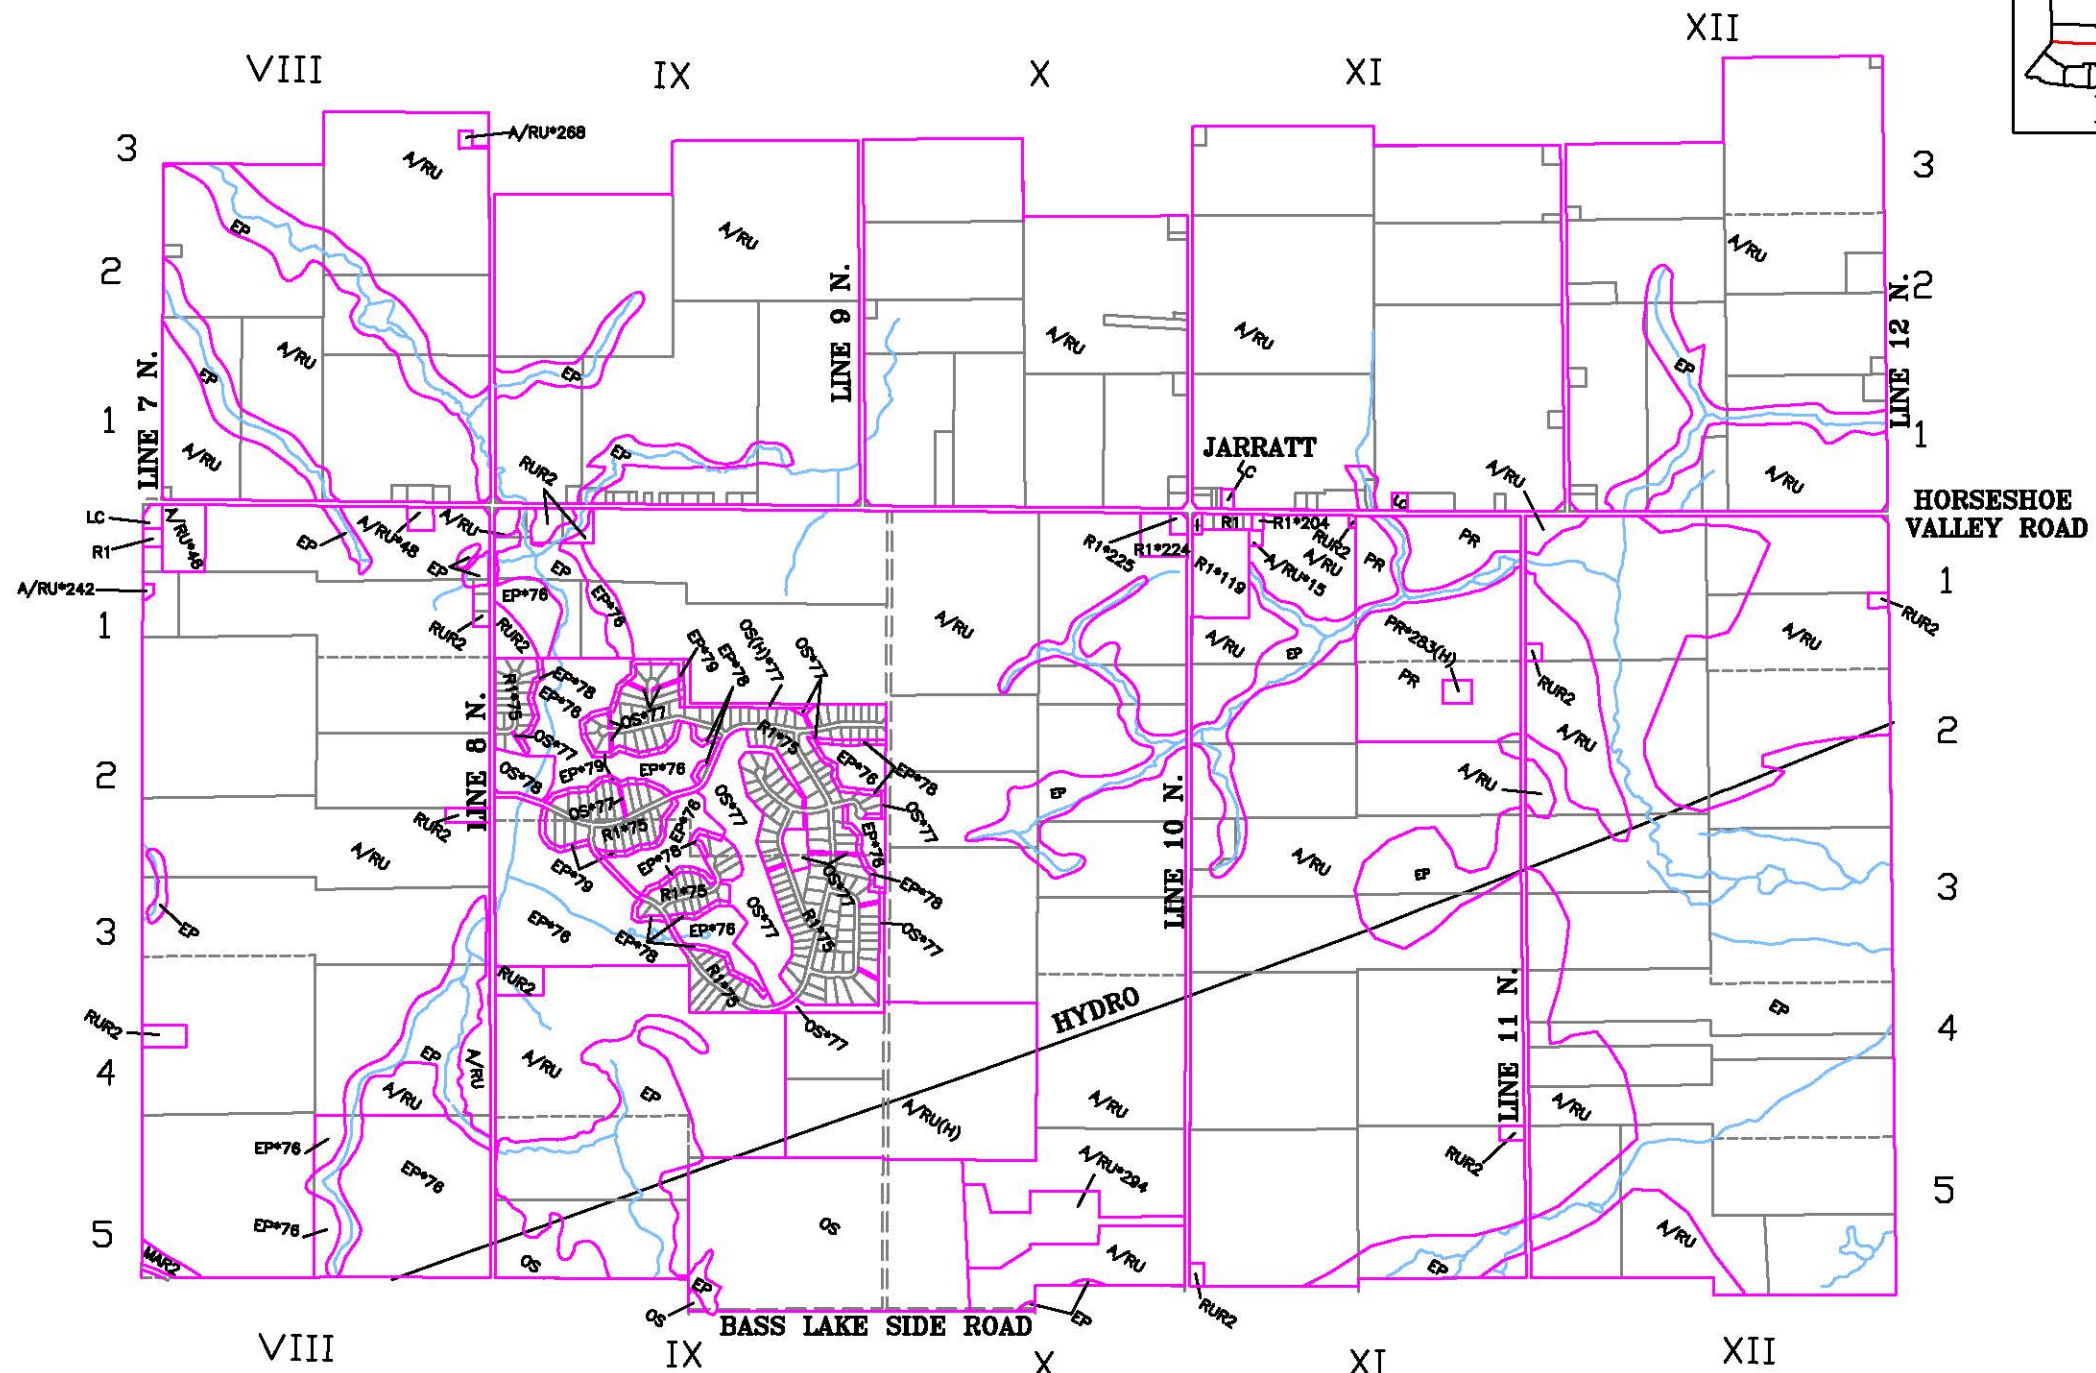 XII
VIII
IX
X
XI
3
A/RU*268
A/RU
3
EP
A/RU
A/RU
2
LINE 9 N.
LINE 12 N.
2
A/RU
A/RU
A/RU
EP
EP
EP
LINE 7 N.
1
1
JARRATT
LC
A/RU
EP
RUR2
A/RU
A/RU
LC
HORSESHOE
VALLEY ROAD
LC
A/RU*48
A/RU*48
A/RU
R1
EP
EP
R1*225
R1*224
R1
R1*204
RUR2
A/RU
PR
PR
A/RU*242
EP
EP*76
EP*76
R1*119
A/RU*15
1
1
RUR2
RUR2
RUR2
A/RU
A/RU
EP
PR*283(H)
PR
A/RU
RUR2
EP*79
EP*78
OS(H)*77
OS*77
R1*75
EP*78
EP*76
OS*77
R1*75
OS*77
A/RU
2
LINE 8 N.
2
OS*78
EP*79
EP*76
EP*76
EP*78
EP
LINE 10 N.
A/RU
RUR2
OS*77
R1*75
EP*76
OS*77
OS*77
A/RU
EP*79
EP*78
EP*76
OS*77
EP*78
A/RU
EP
3
3
EP
EP*76
R1*75
EP*76
EP*78
OS*77
R1*75
OS*77
RUR2
R1*75
OS*77
HYDRO
LINE 11 N.
EP
RUR2
4
4
EP
A/RU
A/RU
A/RU
EP
A/RU(H)
A/RU
A/RU
EP*76
EP*76
A/RU*294
RUR2
5
EP*76
5
OS
A/RU
A/RU
MAR2
OS
EP
EP
OS
EP
RUR2
BASS LAKE SIDE ROAD
VIII
IX
X
XI
XII